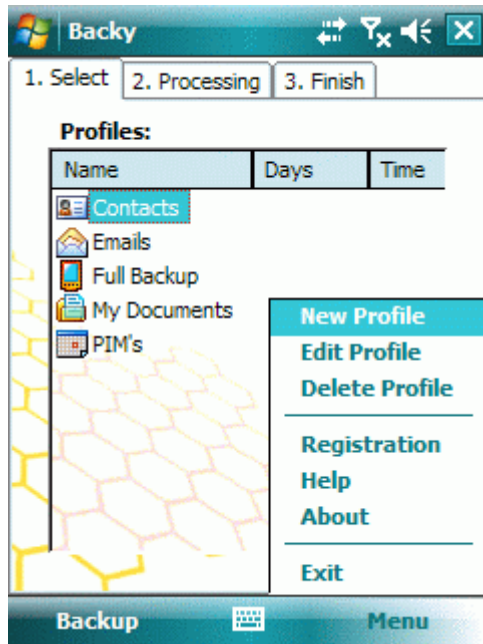 Backy
1. Select 2. Processing 3. Finish
Profiles:
Name Days Time
Contacts
Emails
Full Backup
My Documents
PIM's
New Profile
Edit Profile
Delete Profile
Registration
Help
About
Exit
Backup Menu